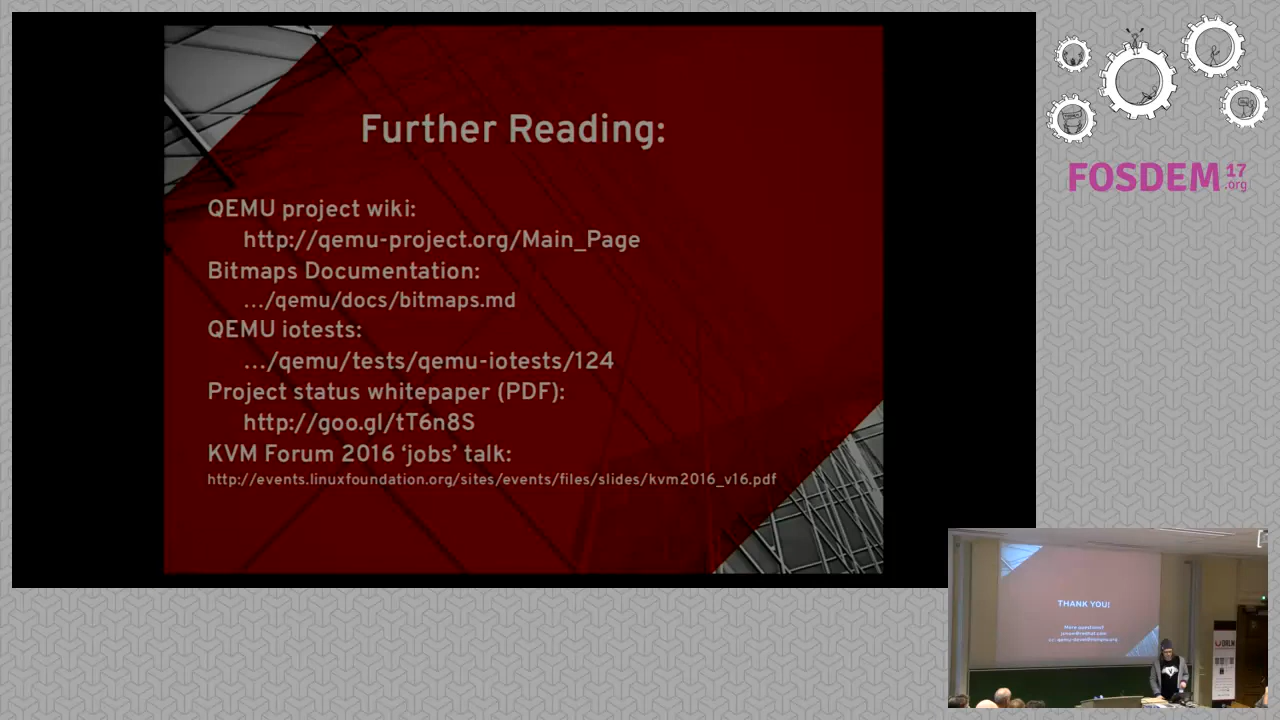 Further Reading:
QEMU project wiki:
http://qemu-project.org/Main_Page
Bitmaps Documentation:
…/qemu/docs/bitmaps.md
QEMU iotests:
…/qemu/tests/qemu-iotests/124
Project status whitepaper (PDF):
http://goo.gl/tT6n8S
KVM Forum 2016 ‘jobs’ talk:
http://events.linuxfoundation.org/sites/events/files/slides/kvm2016_v16.pdf
FOSDEM 17 .org
THANK YOU!
More questions?